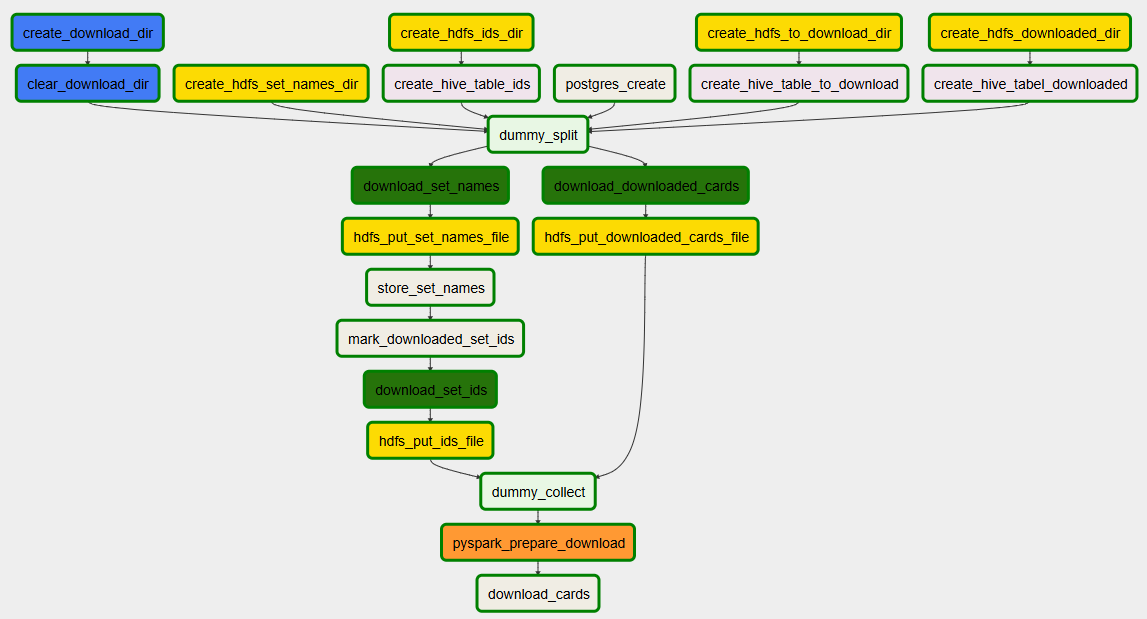 create_download_dir
create_hdfs_ids_dir
create_hdfs_to_download_dir
create_hdfs_downloaded_dir
clear_download_dir
create_hdfs_set_names_dir
create_hive_table_ids
postgres_create
create_hive_table_to_download
create_hive_tabel_downloaded
dummy_split
download_set_names
download_downloaded_cards
hdfs_put_set_names_file
hdfs_put_downloaded_cards_file
store_set_names
mark_downloaded_set_ids
download_set_ids
hdfs_put_ids_file
dummy_collect
pyspark_prepare_download
download_cards